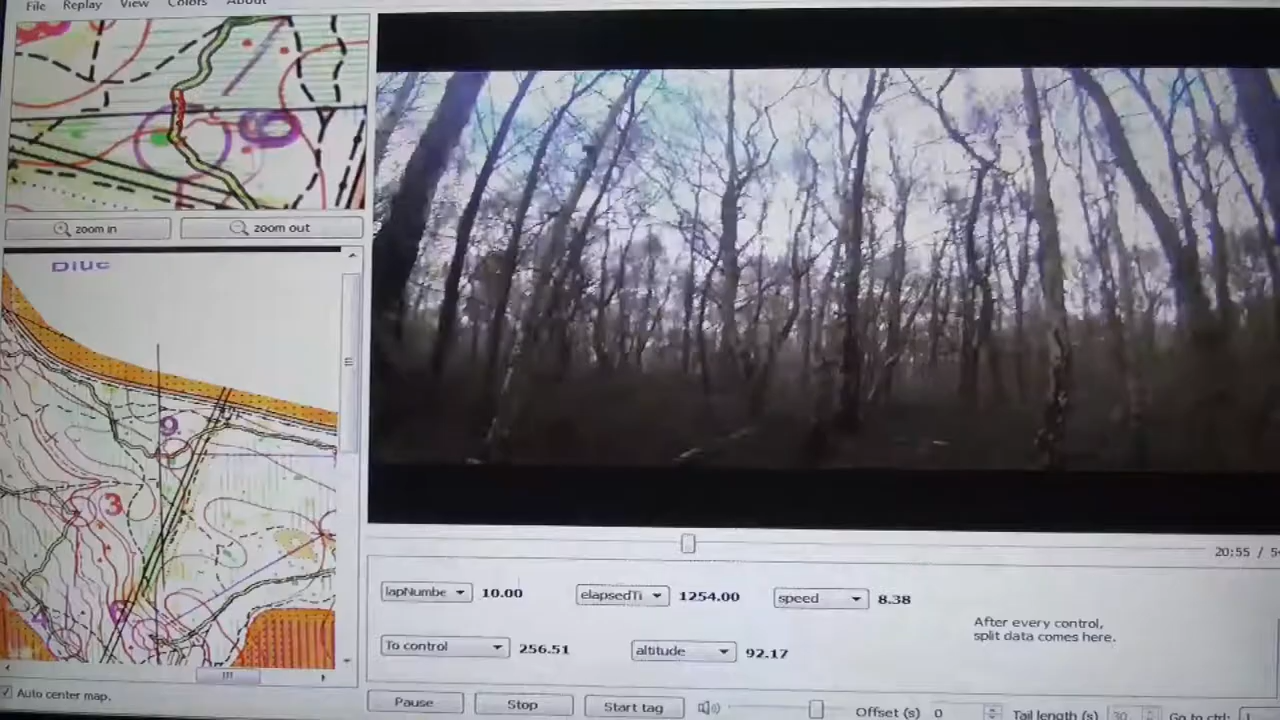 File Replay View Colors About
zoom in zoom out
9
3
20:55 / 5
lapNumbe 10.00 elapsedTi 1254.00 speed 8.38
After every control,
split data comes here.
To control 256.51 altitude 92.17
Auto center map.
Pause Stop Start tag Offset (s) 0 Tail length (s) 30 Go to ctrl: